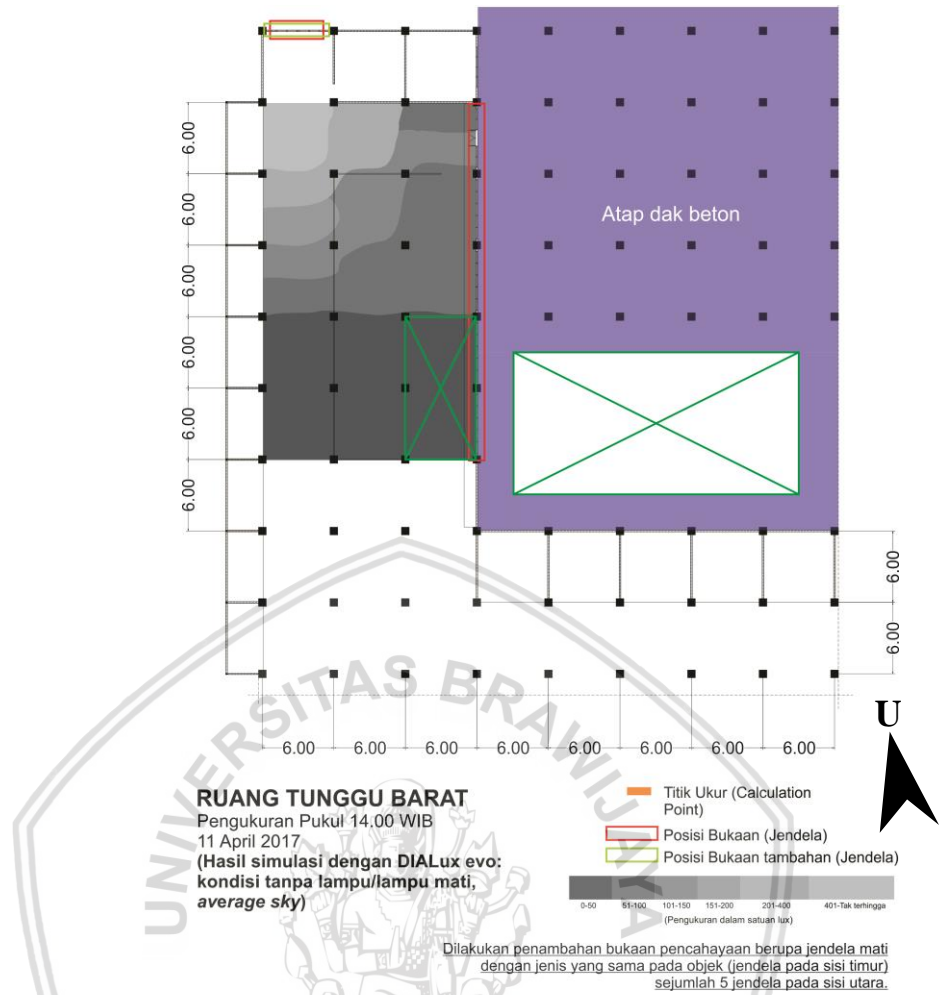 6.00
6.00
6.00
6.00
6.00
6.00
Atap dak beton
6.00
6.00
6.00 6.00 6.00 6.00 6.00 6.00 6.00 6.00
U
UNIVERSITAS BRAWIJAYA
RUANG TUNGGU BARAT
Pengukuran Pukul 14.00 WIB
11 April 2017
(Hasil simulasi dengan DIALux evo:
kondisi tanpa lampu/lampu mati,
average sky)
Titik Ukur (Calculation
Point)
Posisi Bukaan (Jendela)
Posisi Bukaan tambahan (Jendela)
0-50 51-100 101-150 151-200 201-400 401-Tak terhingga
(Pengukuran dalam satuan lux)
Dilakukan penambahan bukaan pencahayaan berupa jendela mati
dengan jenis yang sama pada objek (jendela pada sisi timur)
sejumlah 5 jendela pada sisi utara.